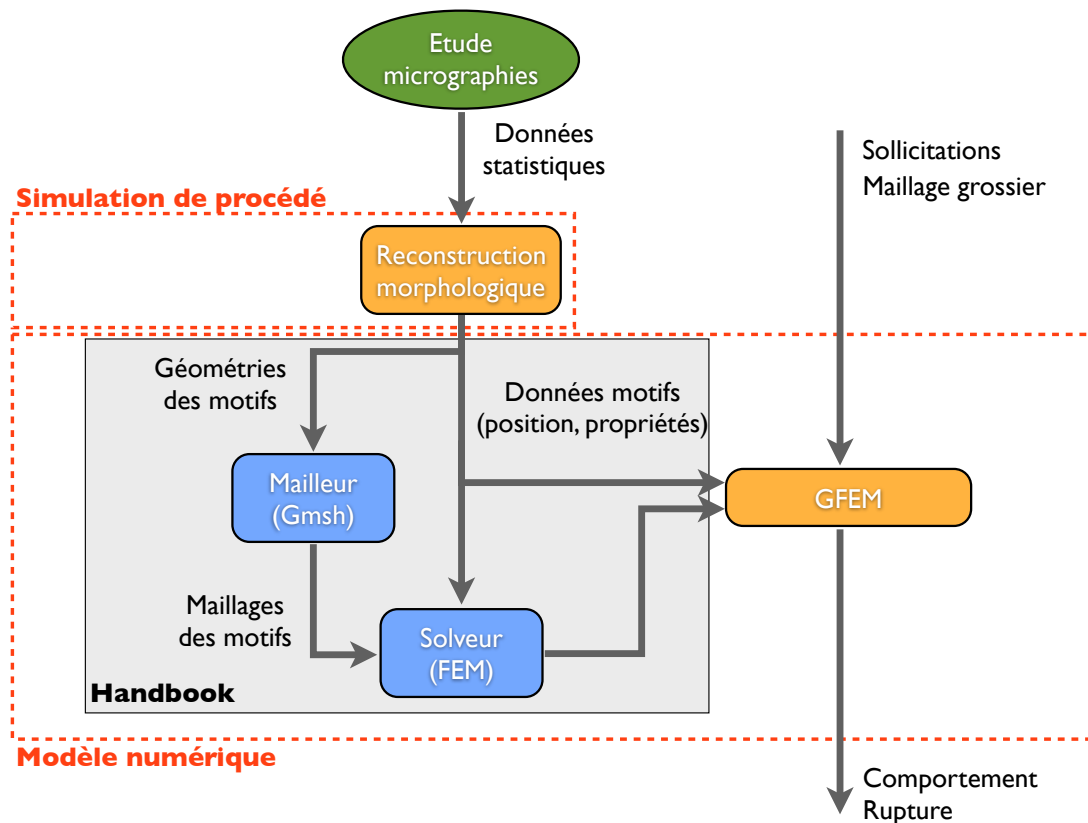 Etude
micrographies
Données
statistiques
Sollicitations
Maillage grossier
Simulation de procédé
Reconstruction
morphologique
Géométries
des motifs
Données motifs
(position, propriétés)
Mailleur
(Gmsh)
GFEM
Maillages
des motifs
Solveur
(FEM)
Handbook
Modèle numérique
Comportement
Rupture